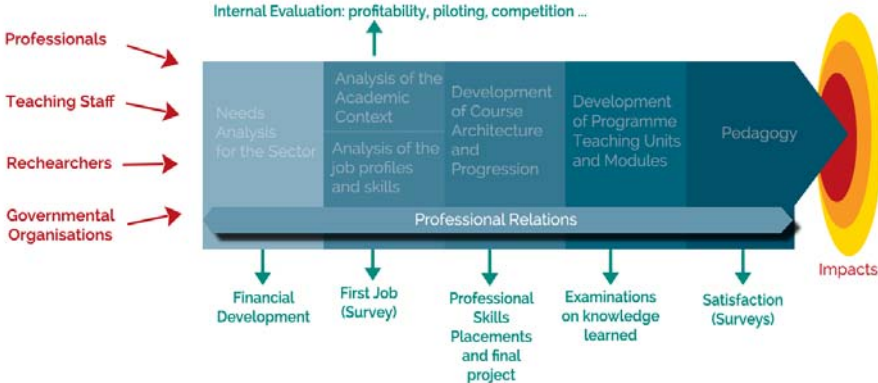 Internal Evaluation: profitability, piloting, competition ...
Professionals
Teaching Staff
Rechearchers
Governmental
Organisations
Needs
Analysis
for the Sector
Analysis of the
Academic
Context
Analysis of the
job profiles
and skills
Development
of Course
Architecture
and
Progression
Development
of Programme
Teaching Units
and Modules
Pedagogy
Professional Relations
Impacts
Financial
Development
First Job
(Survey)
Professional
Skills
Placements
and final
project
Examinations
on knowledge
learned
Satisfaction
(Surveys)